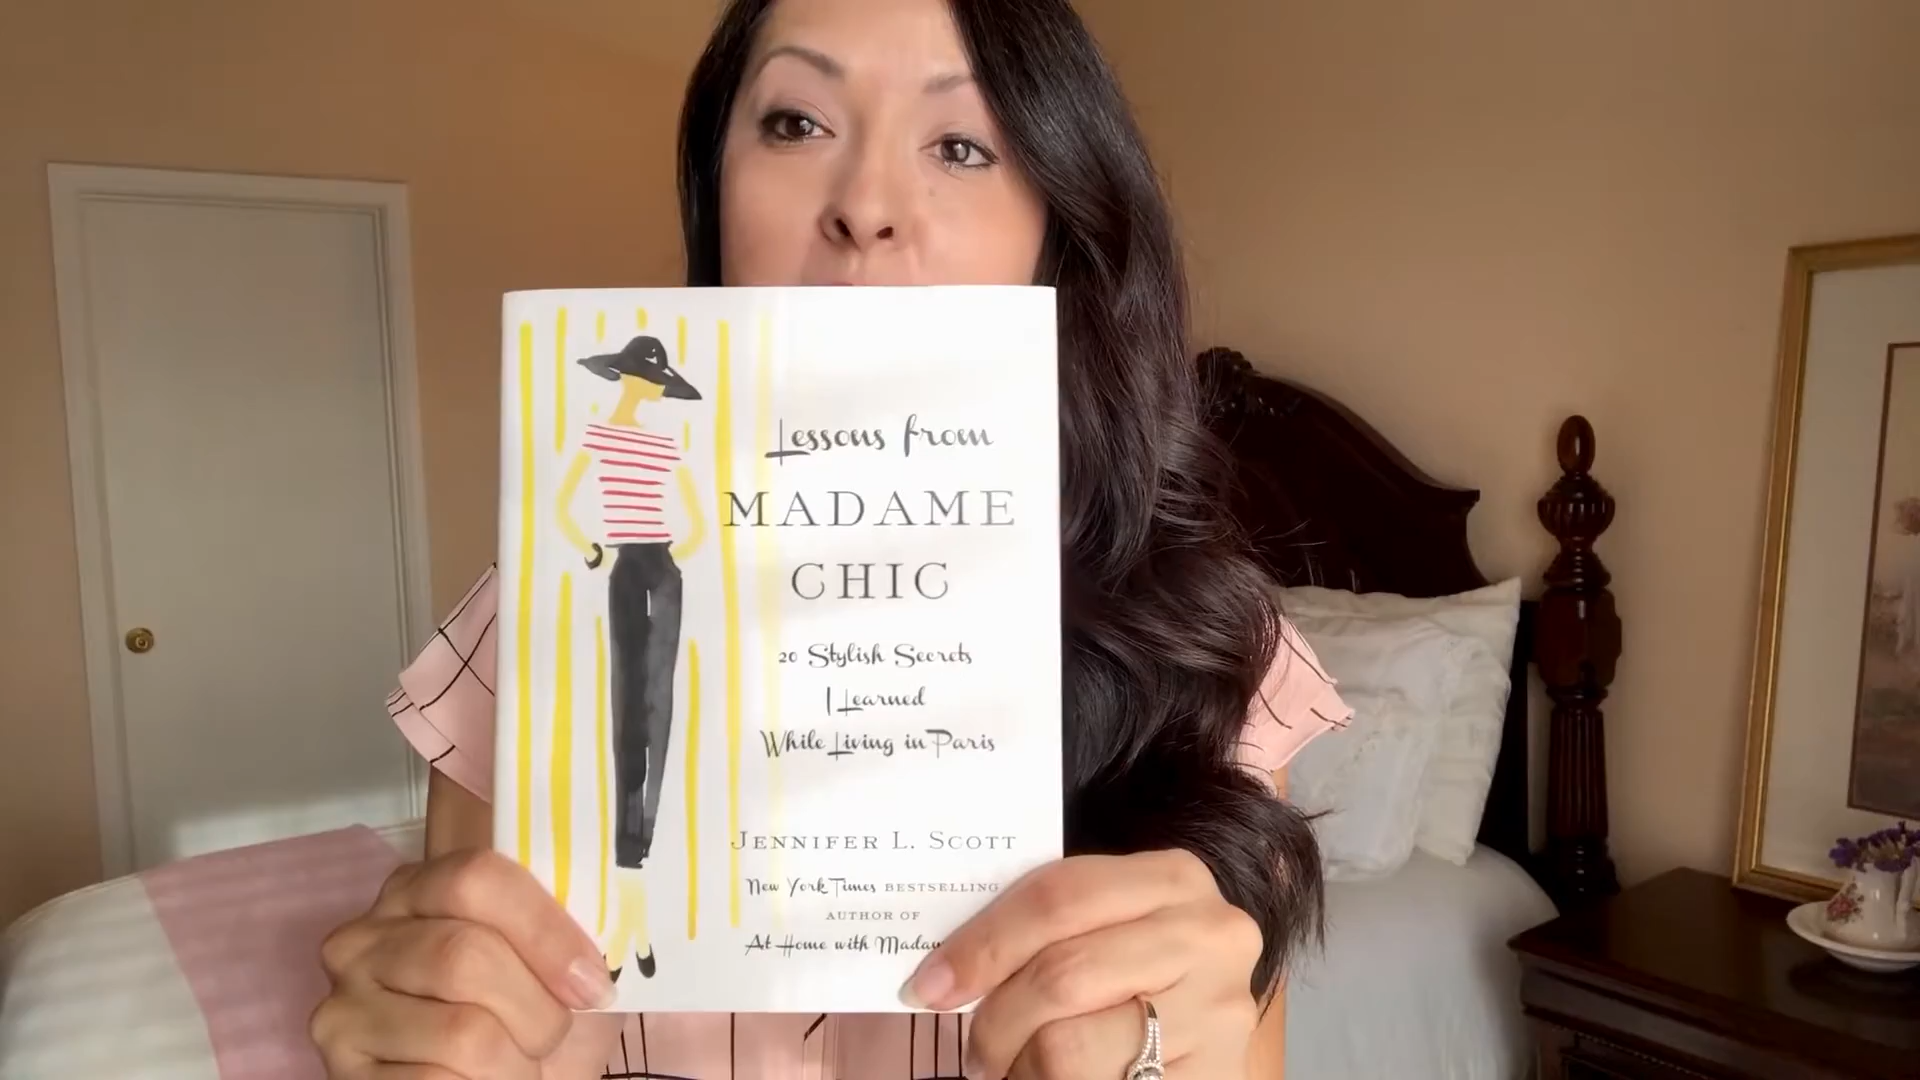 Lessons from
MADAME
CHIC
20 Stylish Secrets
I Learned
While Living in Paris
JENNIFER L. SCOTT
New York Times BESTSELLING
AUTHOR OF
At Home with